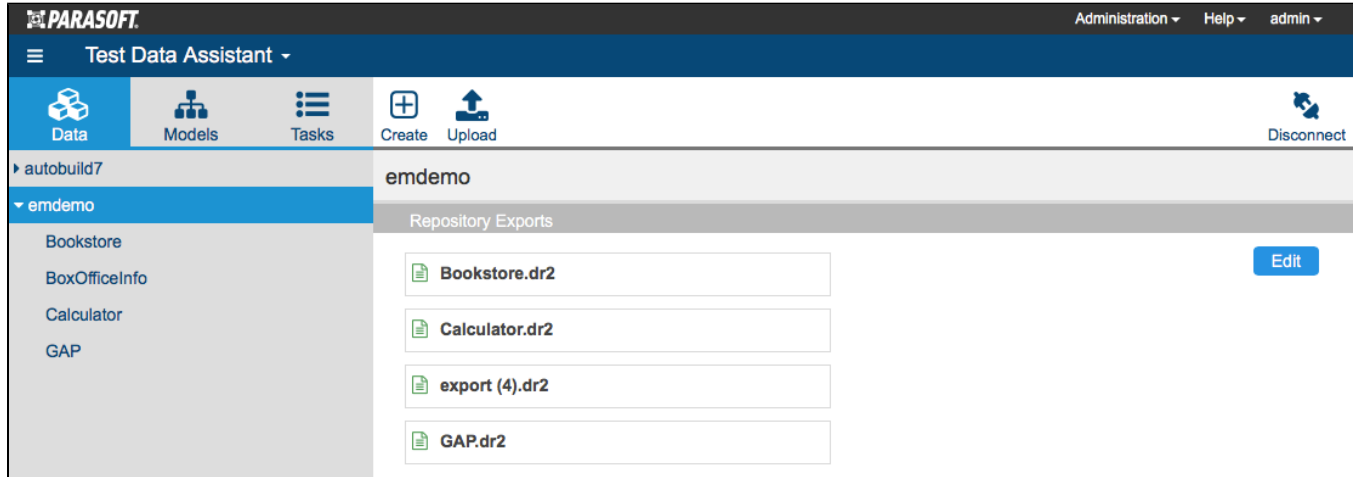 PARASOFT.
Administration Help admin
Test Data Assistant
Data Models Tasks Create Upload Disconnect
autobuild7
emdemo
emdemo
Repository Exports
Bookstore
BoxOfficeInfo
Calculator
GAP
Bookstore.dr2
Edit
Calculator.dr2
export (4).dr2
GAP.dr2